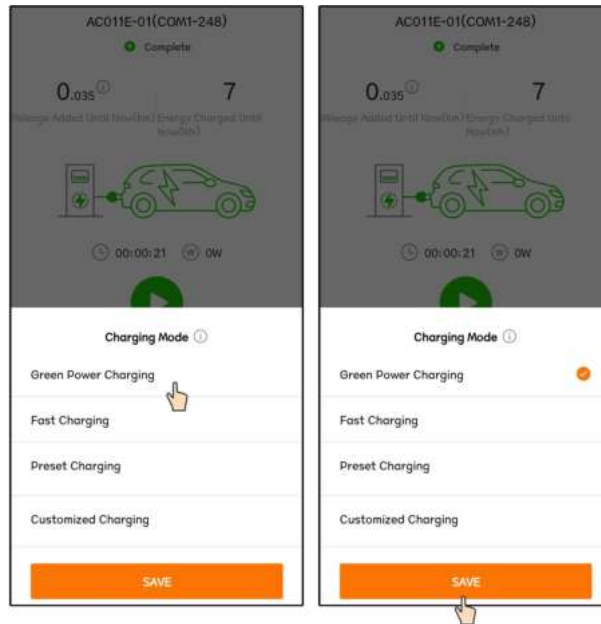 AC011E-01(COM1-248)
Complete
0.035
7
Mileage Added Until Now(km)
Energy Charged Until
Now(Wh)
00:00:21
W
0W
Charging Mode
Green Power Charging
Fast Charging
Preset Charging
Customized Charging
SAVE
AC011E-01(COM1-248)
Complete
0.035
7
Mileage Added Until Now(km)
Energy Charged Until
Now(Wh)
00:00:21
W
0W
Charging Mode
Green Power Charging
Fast Charging
Preset Charging
Customized Charging
SAVE